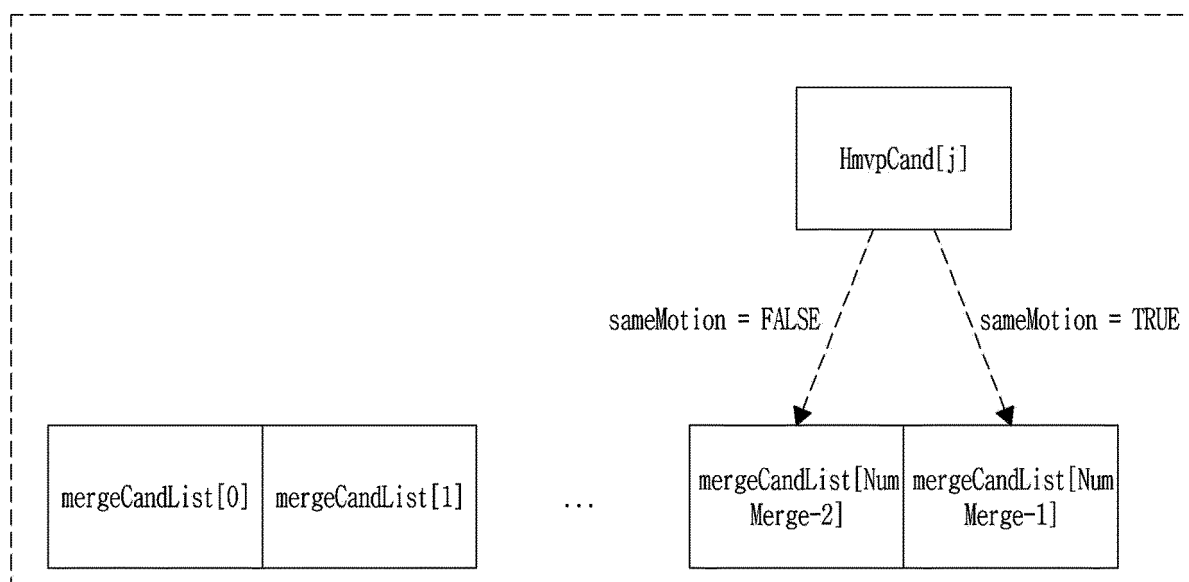 HmvpCand[j]
sameMotion = FALSE
sameMotion = TRUE
mergeCandList[0]
mergeCandList[1]
...
mergeCandList[Num
Merge-2]
mergeCandList[Num
Merge-1]